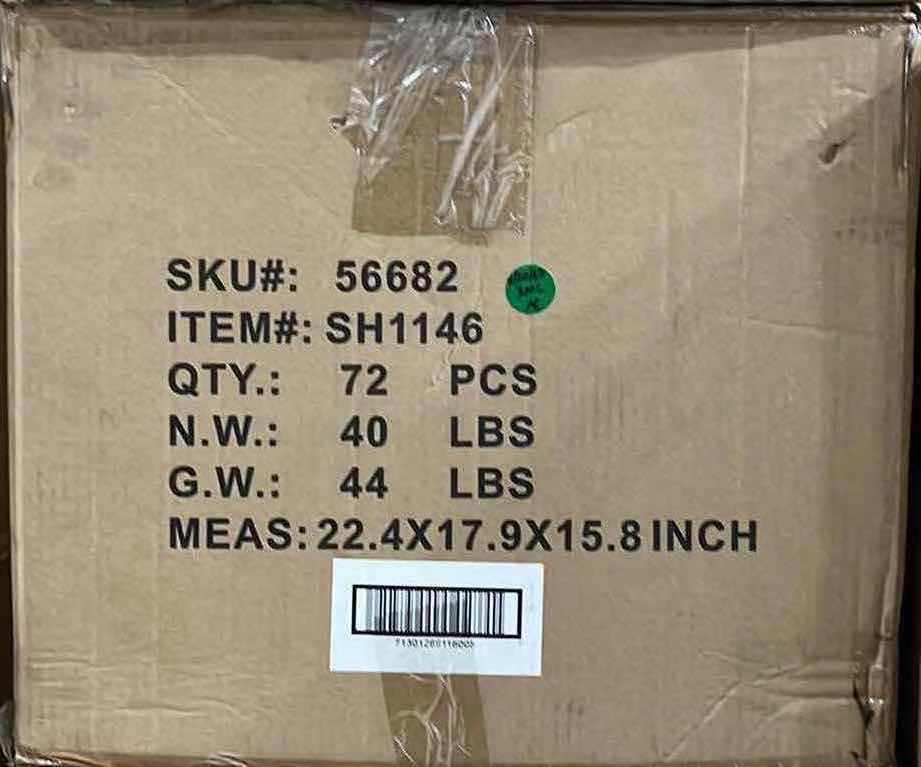 SKU#: 56682
ITEM#: SH1146
QTY.: 72 PCS
N.W.: 40 LBS
G.W.: 44 LBS
MEAS: 22.4X17.9X15.8 INCH